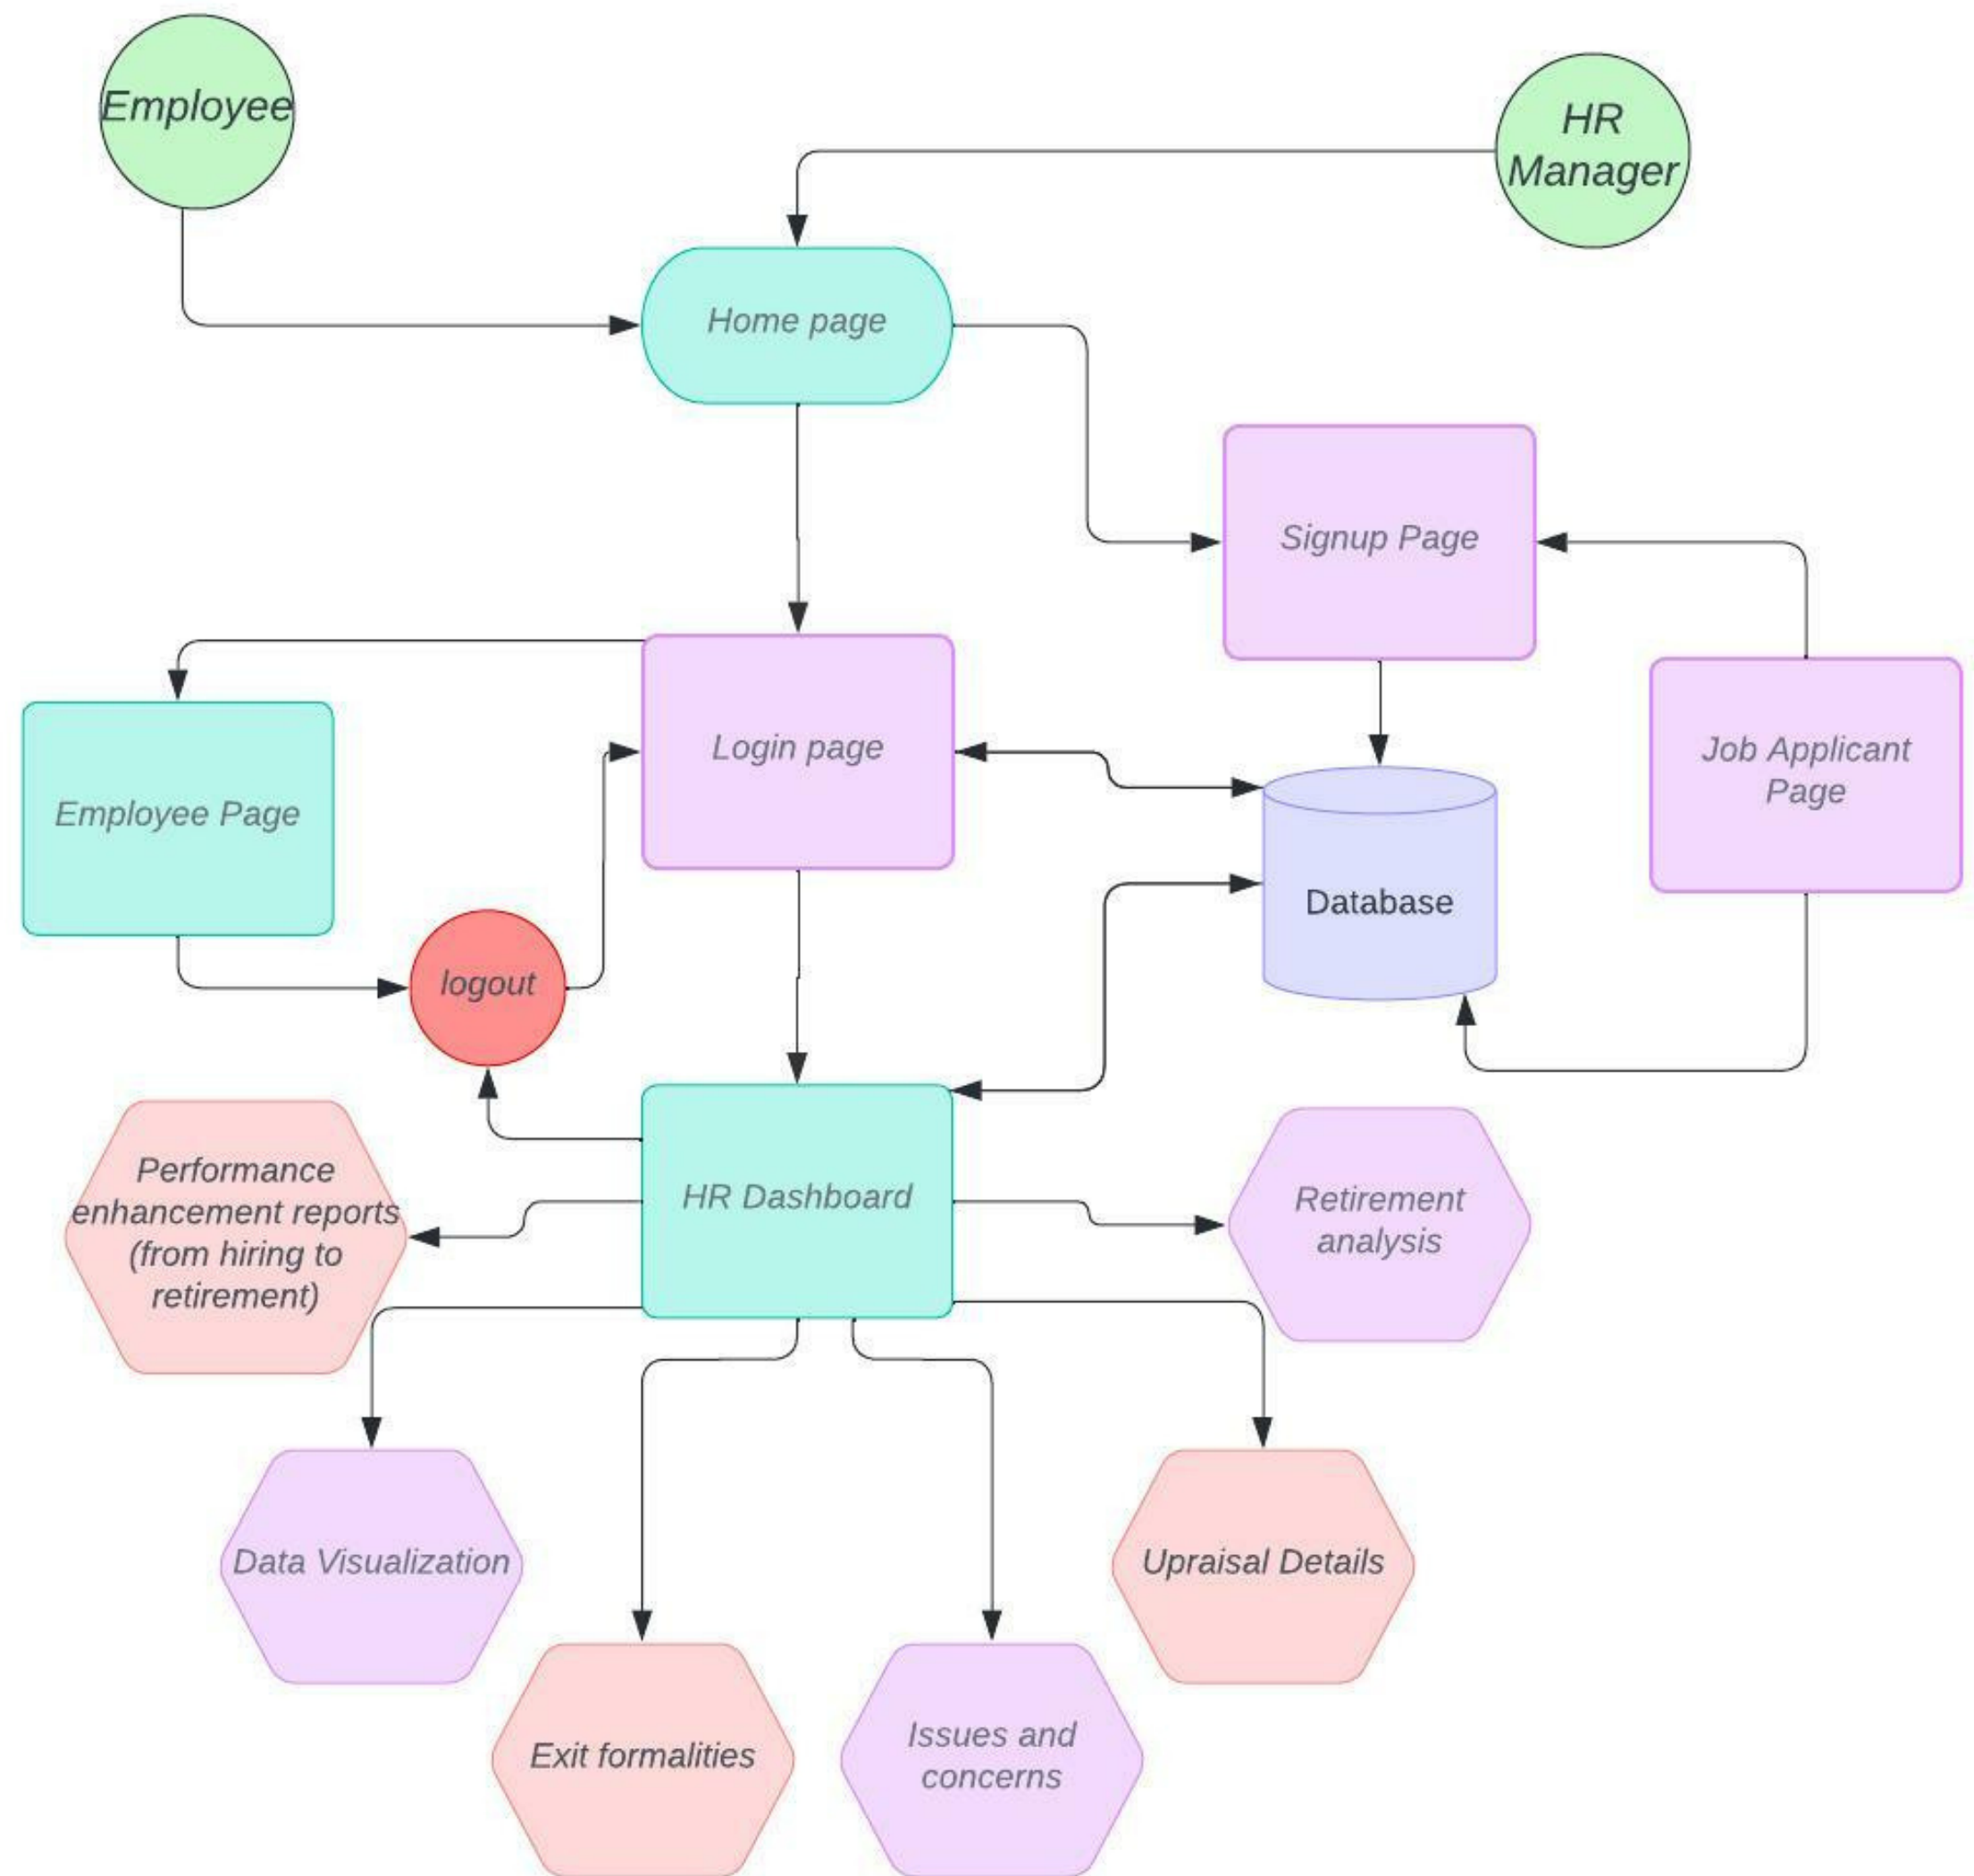 Employee
HR
Manager
Home page
Signup Page
Login page
Job Applicant
Page
Employee Page
Database
logout
Performance
enhancement reports
(from hiring to
retirement)
HR Dashboard
Retirement
analysis
Data Visualization
Upraisal Details
Exit formalities
Issues and
concerns